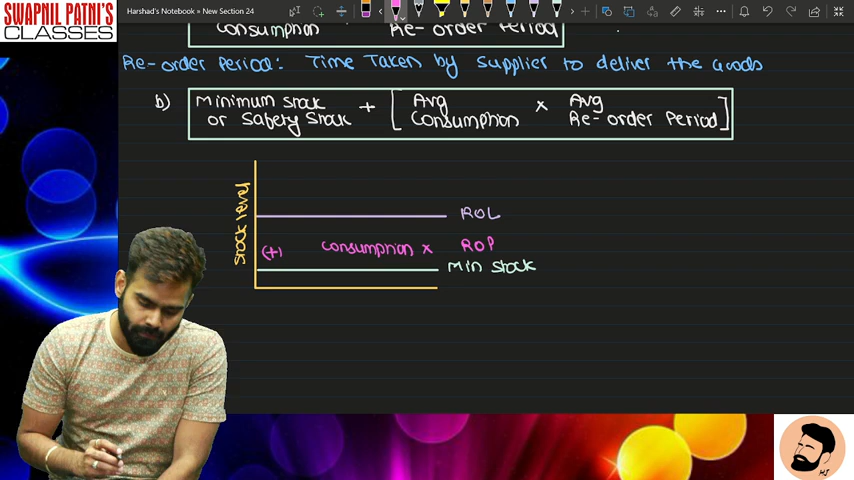 SWAPNIL PATNI'S
CLASSES
Harshad's Notebook » New Section 24
Consumption Re-order Period
Re-order Period: Time Taken by supplier to deliver the Goods
b) Minimum stock + [ Avg × Avg
or Safety Stock Consumption Re-order Period ]
Stock level
ROL
(+) Consumption × ROP
Min stock
HJ